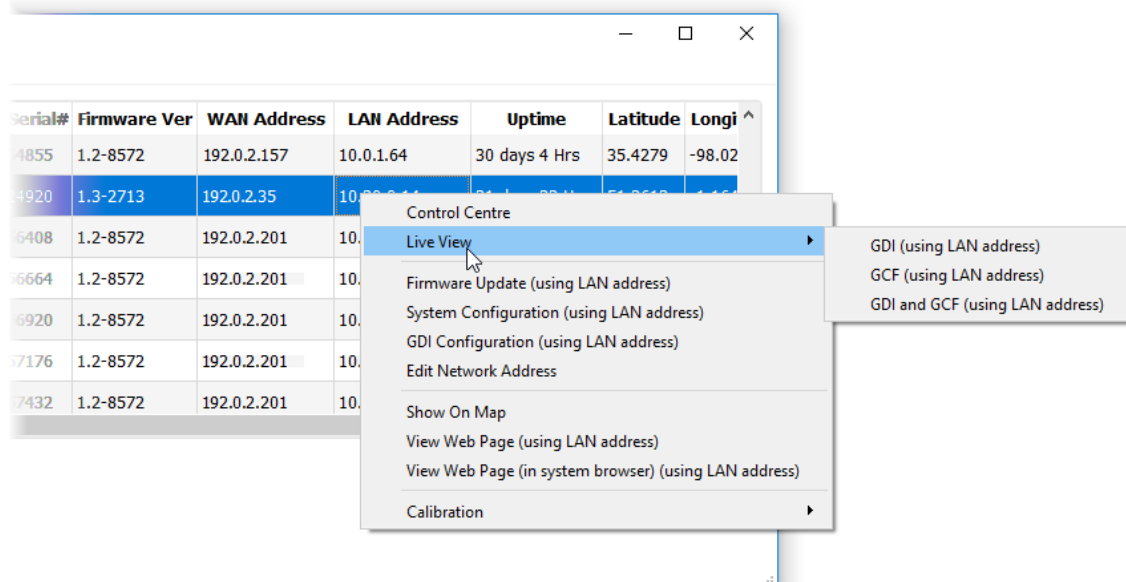 Serial# Firmware Ver WAN Address LAN Address Uptime Latitude Longi
4855 1.2-8572 192.0.2.157 10.0.1.64 30 days 4 Hrs 35.4279 -98.02
4920 1.3-2713 192.0.2.35 10.
6408 1.2-8572 192.0.2.201 10.
6664 1.2-8572 192.0.2.201 10.
6920 1.2-8572 192.0.2.201 10.
7176 1.2-8572 192.0.2.201 10.
7432 1.2-8572 192.0.2.201 10.
Control Centre
Live View
Firmware Update (using LAN address)
System Configuration (using LAN address)
GDI Configuration (using LAN address)
Edit Network Address
Show On Map
View Web Page (using LAN address)
View Web Page (in system browser) (using LAN address)
Calibration
GDI (using LAN address)
GCF (using LAN address)
GDI and GCF (using LAN address)